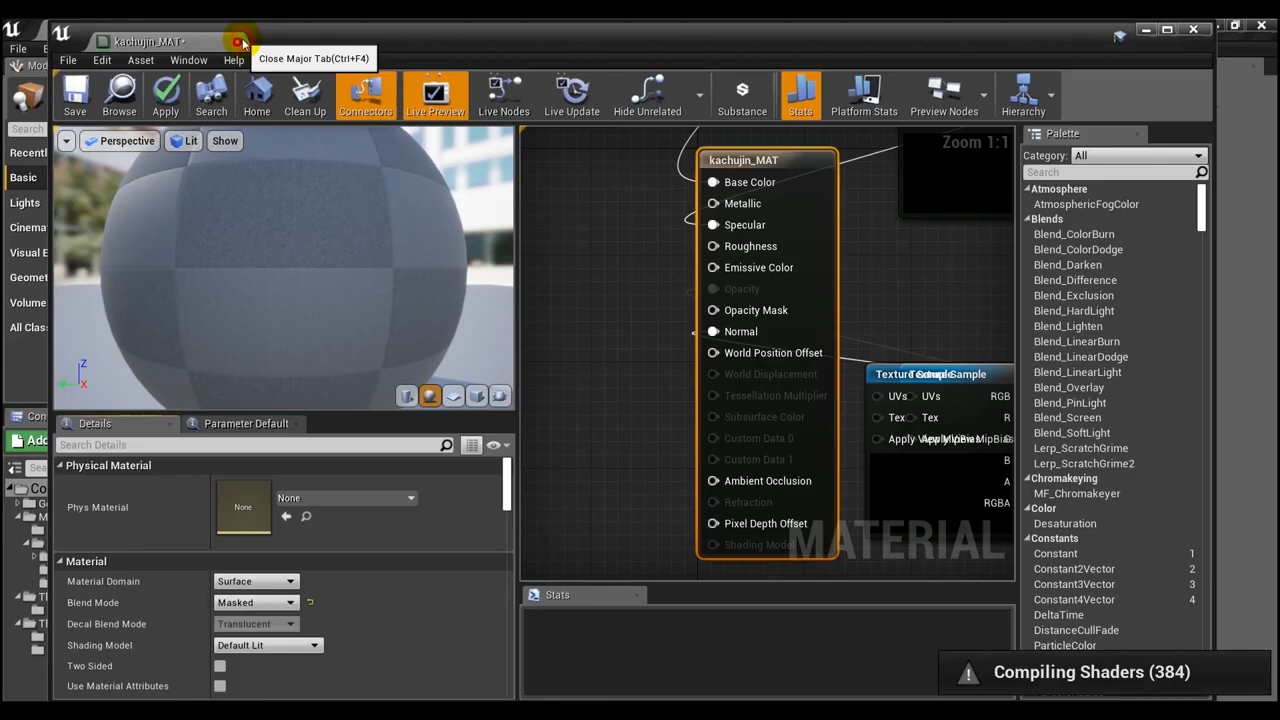 kachujin_MAT*
Close Major Tab(Ctrl+F4)
File
File Edit Asset Window Help
Save Browse Apply Search Home Clean Up Connectors Live Preview Live Nodes Live Update Hide Unrelated Substance Stats Platform Stats Preview Nodes Hierarchy
Search
Recentl
Basic
Lights
Cinema
Visual E
Geomet
Volume
All Clas
Con
Add
Perspective Lit Show
Z
X
Zoom 1:1
kachujin_MAT
Base Color
Metallic
Specular
Roughness
Emissive Color
Opacity
Opacity Mask
Normal
World Position Offset
World Displacement
Tessellation Multiplier
Subsurface Color
Custom Data 0
Custom Data 1
Ambient Occlusion
Refraction
Pixel Depth Offset
Shading Model
UVs UVs RGB
Tex Tex R
B
A
RGBA
MATERIAL
Details Parameter Default
Search Details
Physical Material
Phys Material
None
None
Material
Material Domain Surface
Blend Mode Masked
Decal Blend Mode Translucent
Shading Model Default Lit
Two Sided
Use Material Attributes
Stats
Palette
Category: All
Search
Atmosphere
AtmosphericFogColor
Blends
Blend_ColorBurn
Blend_ColorDodge
Blend_Darken
Blend_Difference
Blend_Exclusion
Blend_HardLight
Blend_Lighten
Blend_LinearBurn
Blend_LinearDodge
Blend_LinearLight
Blend_Overlay
Blend_PinLight
Blend_Screen
Blend_SoftLight
Lerp_ScratchGrime
Lerp_ScratchGrime2
Chromakeying
MF_Chromakeyer
Color
Desaturation
Constants
Constant 1
Constant2Vector 2
Constant3Vector 3
Constant4Vector 4
DeltaTime
DistanceCullFade
ParticleColor
Compiling Shaders (384)